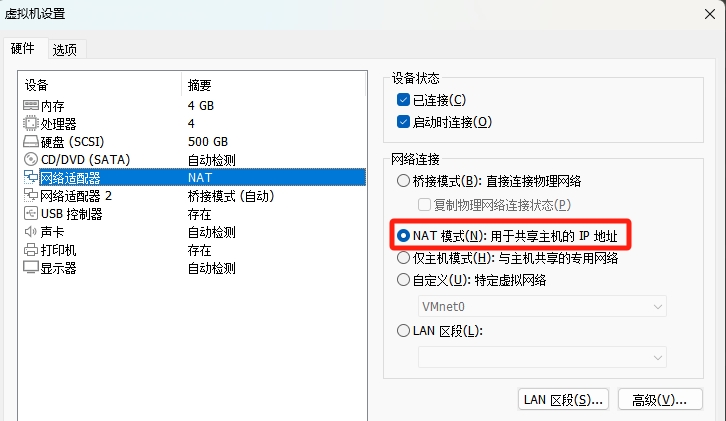 虚拟机设置
硬件 选项
设备 摘要
内存 4 GB
处理器 4
硬盘 (SCSI) 500 GB
CD/DVD (SATA) 自动检测
网络适配器 NAT
网络适配器 2 桥接模式 (自动)
USB 控制器 存在
声卡 自动检测
打印机 存在
显示器 自动检测
设备状态
已连接(C)
启动时连接(O)
网络连接
桥接模式(B): 直接连接物理网络
复制物理网络连接状态(P)
NAT 模式(N): 用于共享主机的 IP 地址
仅主机模式(H): 与主机共享的专用网络
自定义(U): 特定虚拟网络
VMnet0
LAN 区段(L):
LAN 区段(S)... 高级(V)...